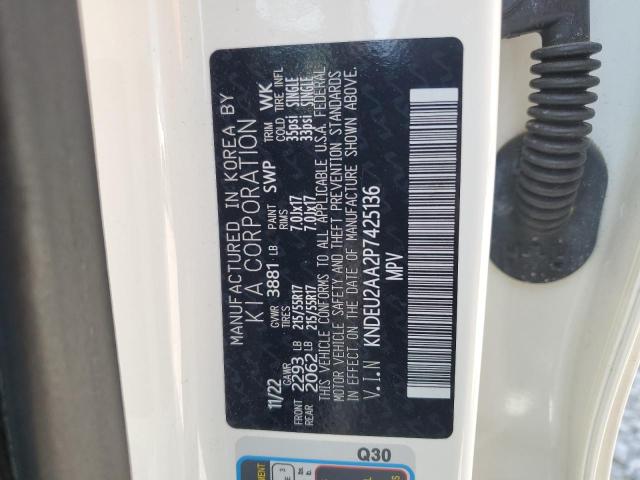 MANUFACTURED IN KOREA BY
KIA CORPORATION
11/22 GVWR 3881 LB PAINT SWP TRIM WK
GAWR TIRES RIMS COLD TIRE INFL
FRONT 2293 LB 215/55R17 7.0Jx17 35psi SINGLE
REAR 2062 LB 215/55R17 7.0Jx17 33psi SINGLE
THIS VEHICLE CONFORMS TO ALL APPLICABLE U.S.A. FEDERAL
MOTOR VEHICLE SAFETY AND THEFT PREVENTION STANDARDS
IN EFFECT ON THE DATE OF MANUFACTURE SHOWN ABOVE.
V.I.N KNDEU2AA2P7425136
MPV
Q30
3